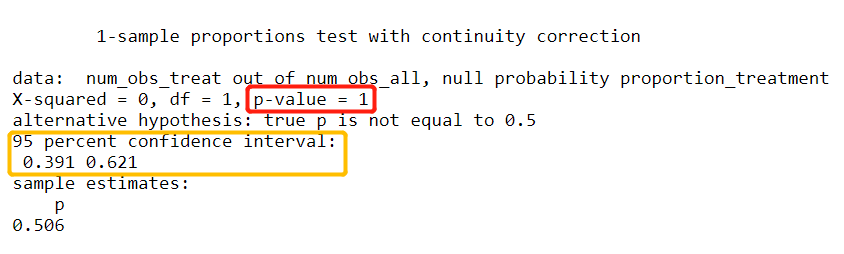 1-sample proportions test with continuity correction
data:  num_obs_treat out of num_obs_all, null probability proportion_treatment
X-squared = 0, df = 1, p-value = 1
alternative hypothesis: true p is not equal to 0.5
95 percent confidence interval:
0.391 0.621
sample estimates:
p
0.506